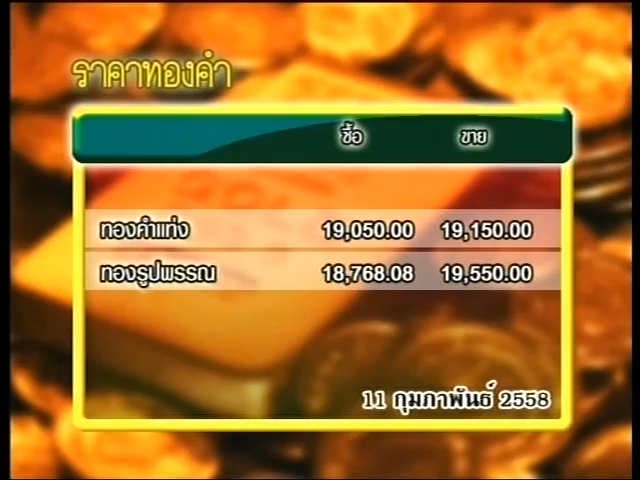 ราคาทองคำ
ซื้อ ขาย
ทองคำแท่ง 19,050.00 19,150.00
ทองรูปพรรณ 18,768.08 19,550.00
11 กุมภาพันธ์ 2558